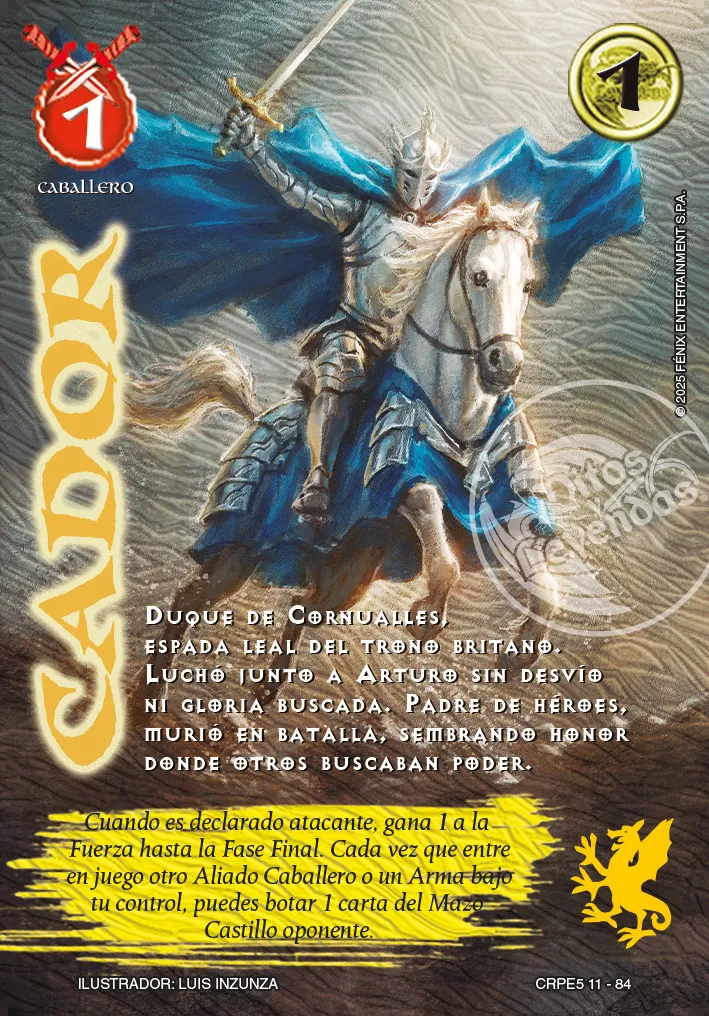 1
1
CABALLERO
CADOR
© 2025 FÉNIX ENTERTAINMENT S.P.A.
Mitos
Leyendas
Duque de Cornualles,
espada leal del trono britano.
Luchó junto a Arturo sin desvío
ni gloria buscada. Padre de héroes,
murió en batalla, sembrando honor
donde otros buscaban poder.
Cuando es declarado atacante, gana 1 a la
Fuerza hasta la Fase Final. Cada vez que entre
en juego otro Aliado Caballero o un Arma bajo
tu control, puedes botar 1 carta del Mazo
Castillo oponente.
ILUSTRADOR: LUIS INZUNZA
CRPE5 11 - 84